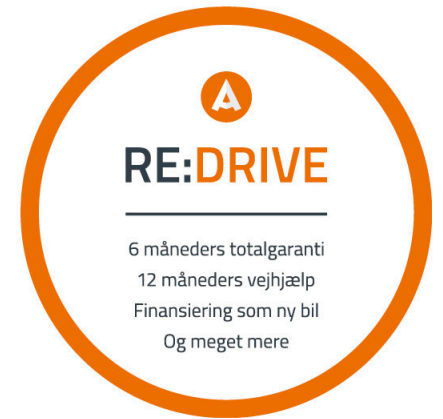 RE:DRIVE
6 måneders totalgaranti
12 måneders vejhjælp
Finansiering som ny bil
Og meget mere